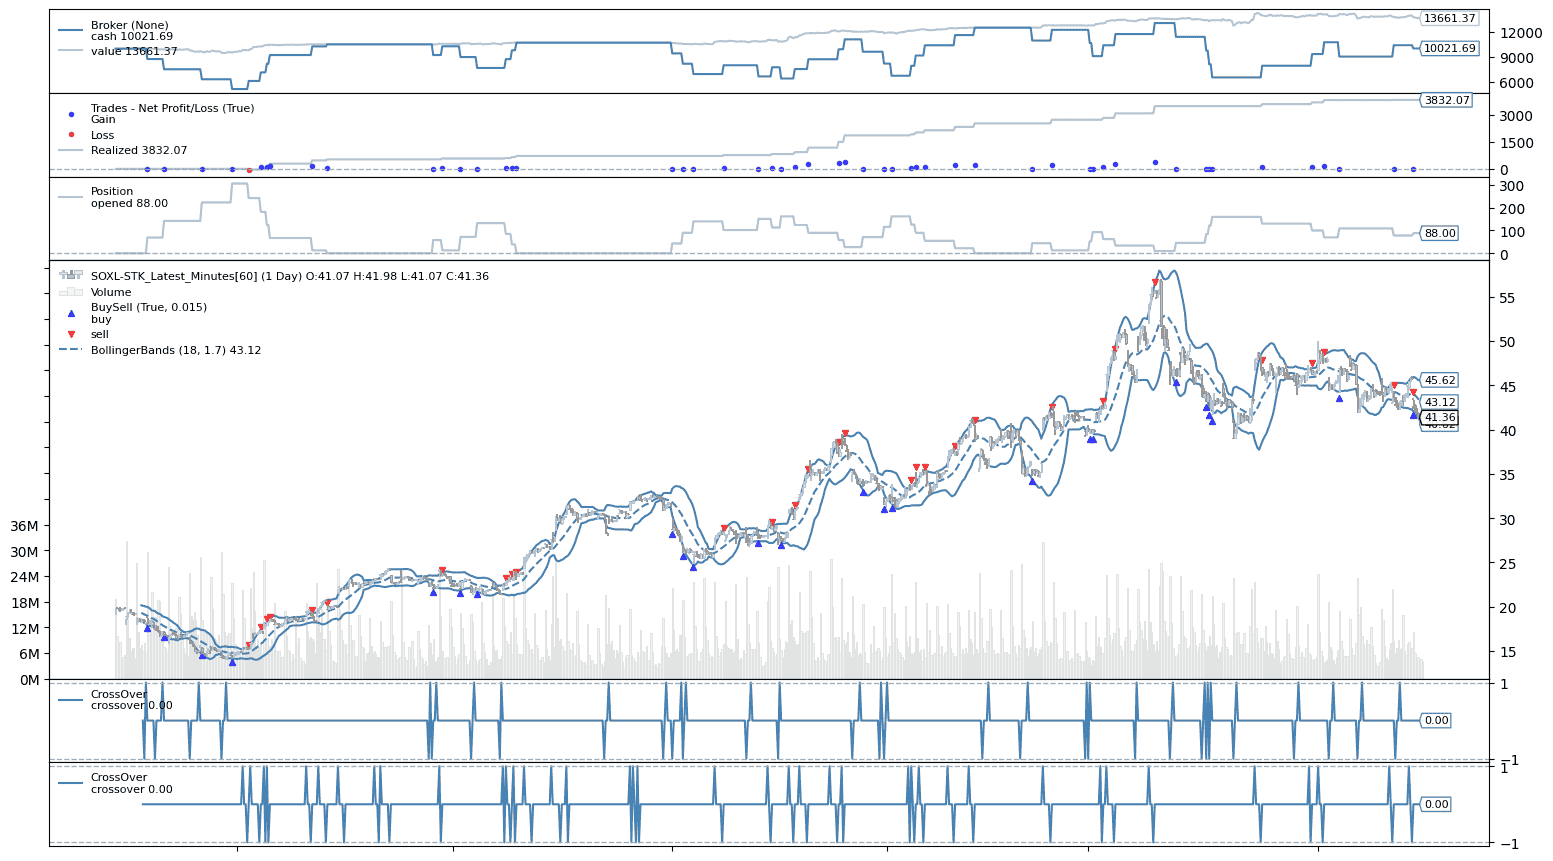 Broker (None)
cash 10021.69
value 13661.37
13661.37
12000
10021.69
9000
6000
Trades - Net Profit/Loss (True)
Gain
Loss
Realized 3832.07
3832.07
3000
1500
0
Position
opened 88.00
300
200
88.00
100
0
SOXL-STK_Latest_Minutes[60] (1 Day) O:41.07 H:41.98 L:41.07 C:41.36
Volume
BuySell (True, 0.015)
buy
sell
BollingerBands (18, 1.7) 43.12
55
50
45.62
45
43.12
41.36
40
35
30
25
20
15
36M
30M
24M
18M
12M
6M
0M
CrossOver
crossover 0.00
1
0.00
−1
CrossOver
crossover 0.00
1
0.00
−1